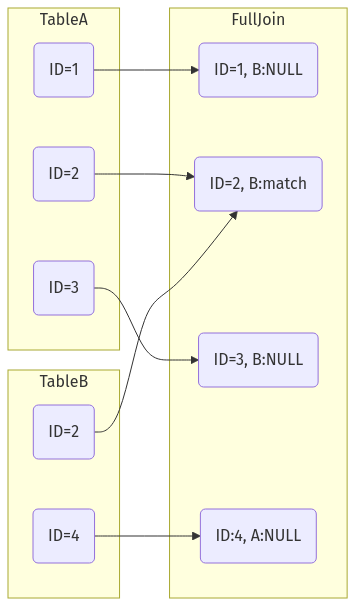 TableA
ID=1
ID=2
ID=3
TableB
ID=2
ID=4
FullJoin
ID=1, B:NULL
ID=2, B:match
ID=3, B:NULL
ID:4, A:NULL